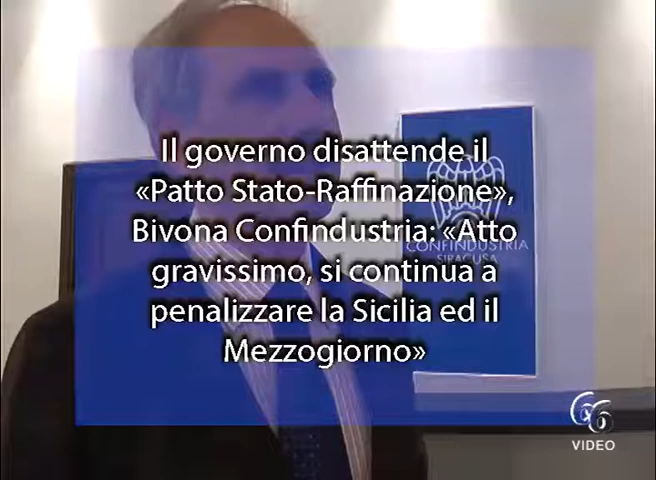 Il governo disattende il
«Patto Stato-Raffinazione»,
Bivona Confindustria: «Atto
gravissimo, si continua a
penalizzare la Sicilia ed il
Mezzogiorno»
CONFINDUSTRIA
SIRACUSA
66
VIDEO